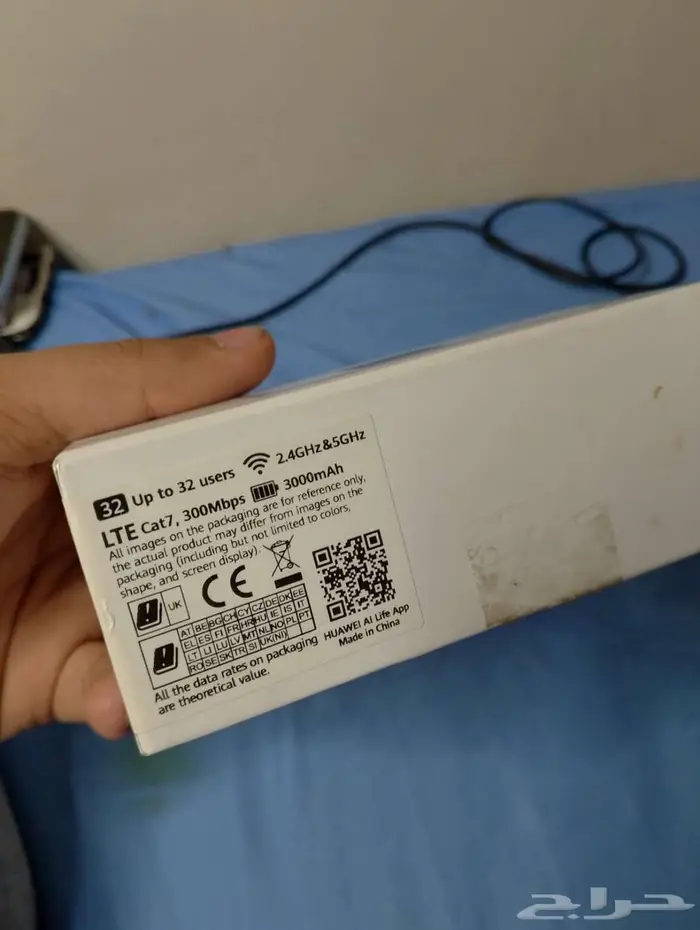 32 Up to 32 users 2.4GHz&5GHz
LTE Cat7, 300Mbps 3000mAh
All images on the packaging are for reference only,
the actual product may differ from images on the
packaging (including but not limited to colors,
shape, and screen display).
CE
UK
AT BE BG CH CY CZ DE DK EE
EL ES FI FR HR HU IE IS IT
LT LI LU LV MT NL NO PL PT
RO SE SK TR SI UK(NI)
HUAWEI AI Life App
Made in China
All the data rates on packaging
are theoretical value.
حراج